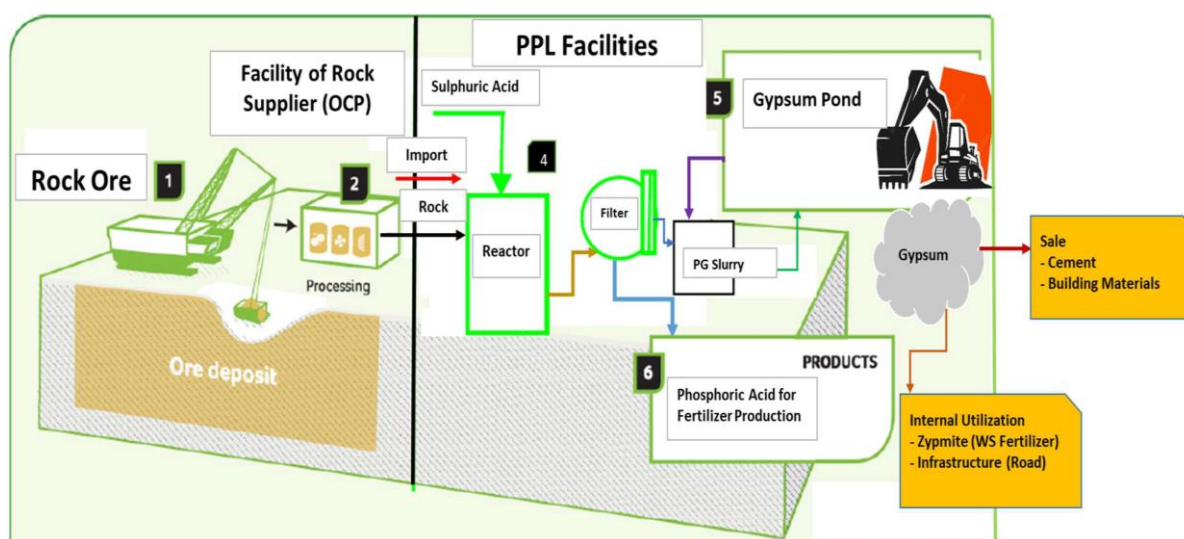 PPL Facilities
Facility of Rock
Supplier (OCP)
Sulphuric Acid
5
Gypsum Pond
Rock Ore
1
2
Import
4
Rock
Filter
Reactor
PG Slurry
Gypsum
Sale
- Cement
- Building Materials
Processing
Ore deposit
6
PRODUCTS
Phosphoric Acid for
Fertilizer Production
Internal Utilization
- Zypmite (WS Fertilizer)
- Infrastructure (Road)